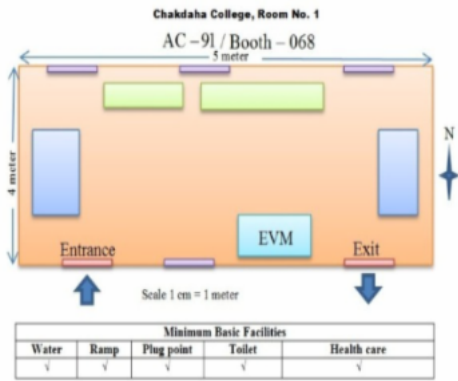 Chakdaha College, Room No. 1
AC -91 / Booth - 068
5 meter
4 meter
N
EVM
Entrance
Exit
Scale 1 cm = 1 meter
Minimum Basic Facilities
Water Ramp Plug point Toilet Health care
√ √ √ √ √